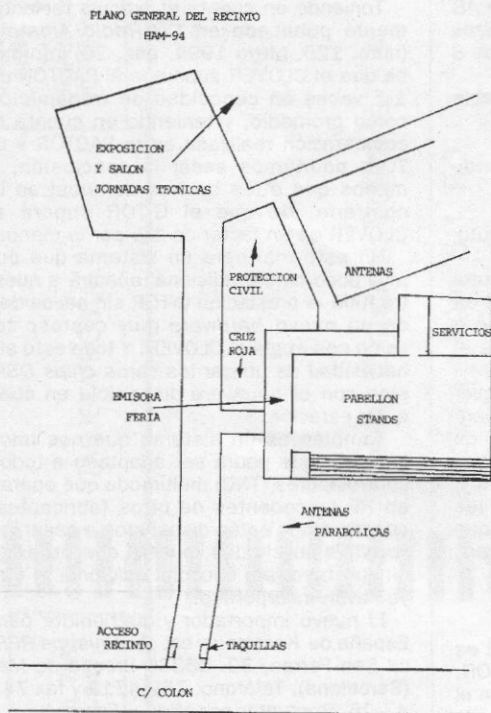 PLANO GENERAL DEL RECINTO
HAM-94
EXPOSICION
Y SALON
JORNADAS TECNICAS
PROTECCION
CIVIL
ANTENAS
SERVICIOS
CRUZ
ROJA
EMISORA
FERIA
PABELLON
STANDS
ANTENAS
PARABOLICAS
ACCESO
RECINTO
TAQUILLAS
C/ COLON